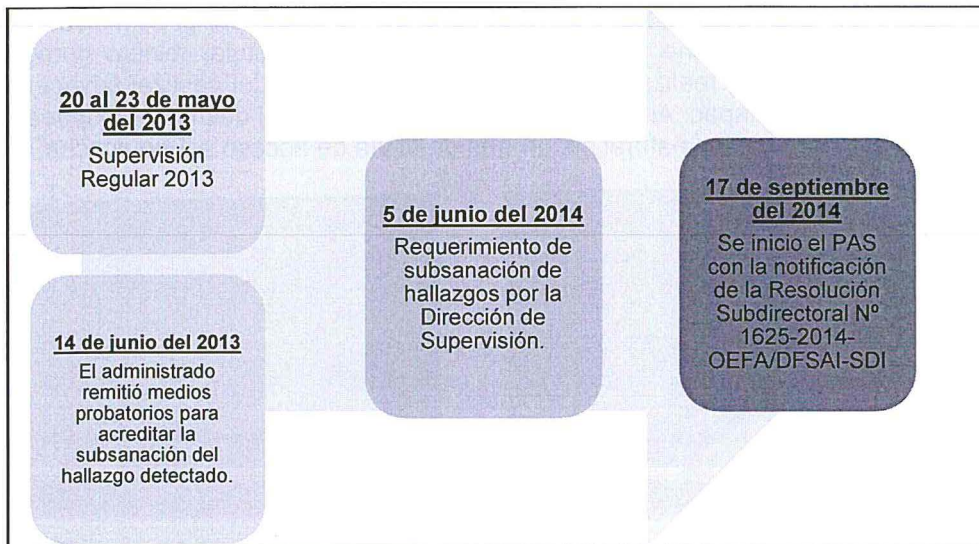 20 al 23 de mayo
del 2013
Supervisión
Regular 2013
14 de junio del 2013
El administrado
remitió medios
probatorios para
acreditar la
subsanación del
hallazgo detectado.
5 de junio del 2014
Requerimiento de
subsanación de
hallazgos por la
Dirección de
Supervisión.
17 de septiembre
del 2014
Se inicio el PAS
con la notificación
de la Resolución
Subdirectoral Nº
1625-2014-
OEFA/DFSAI-SDI